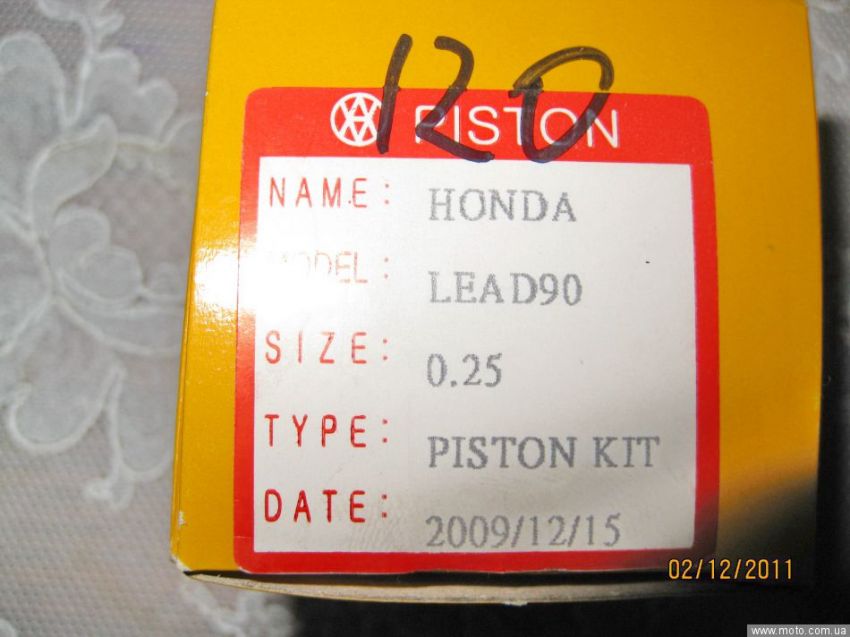 120
PISTON
NAME: HONDA
MODEL: LEAD90
SIZE: 0.25
TYPE: PISTON KIT
DATE: 2009/12/15
02/12/2011
www.moto.com.ua